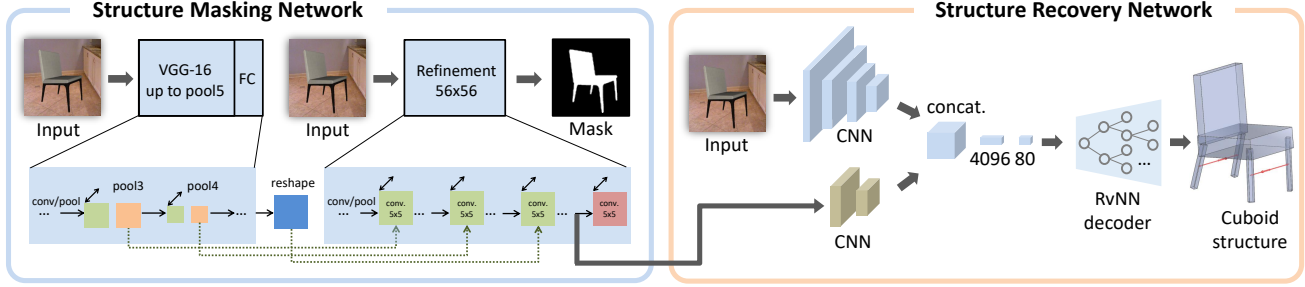 Structure Masking Network
VGG-16
up to pool5
FC
Input
Input
Refinement
56x56
Mask
conv/pool
...
pool3
pool4
...
reshape
...
conv.
5x5
...
conv.
5x5
...
conv.
5x5
...
conv.
5x5
Structure Recovery Network
Input
CNN
CNN
concat.
4096 80
...
RvNN
decoder
Cuboid
structure